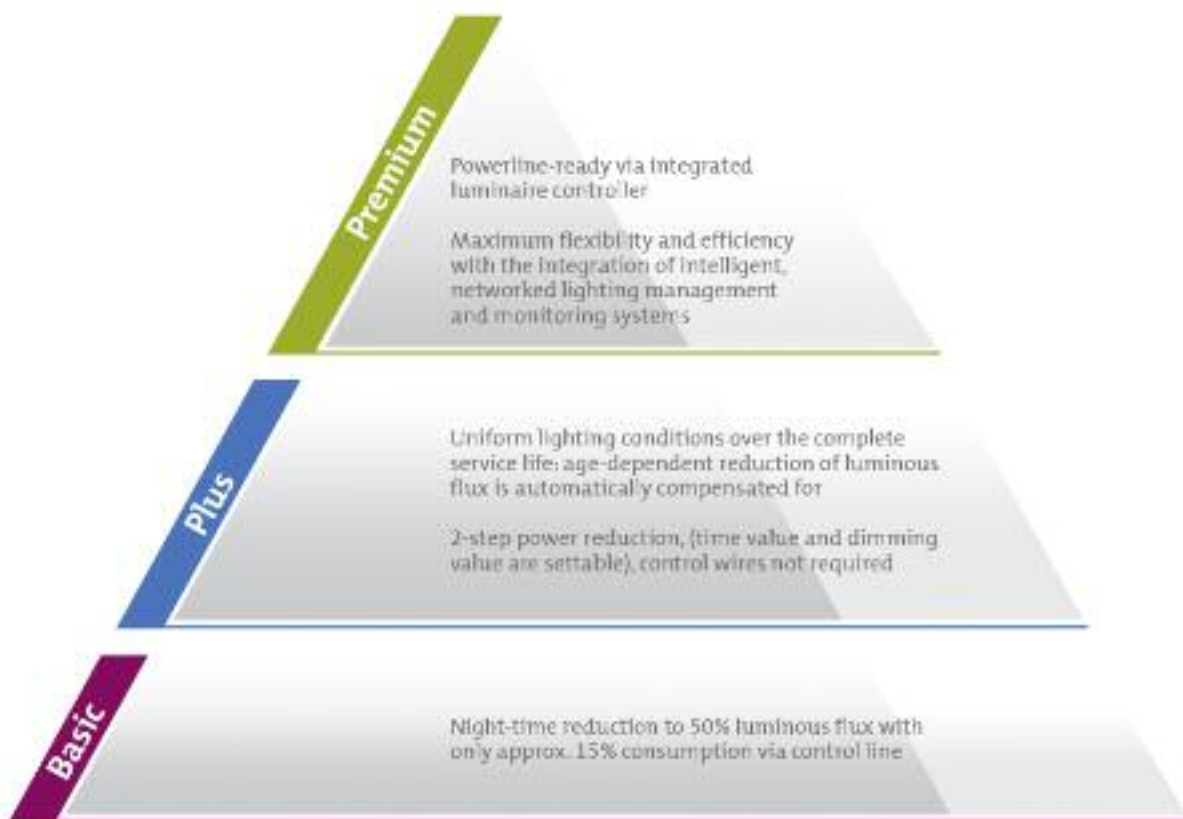 Premium
Powerline-ready via integrated
luminaire controller
Maximum flexibility and efficiency
with the integration of intelligent,
networked lighting management
and monitoring systems
Plus
Uniform lighting conditions over the complete
service life: age-dependent reduction of luminous
flux is automatically compensated for
2-step power reduction, (time value and dimming
value are settable), control wires not required
Basic
Night-time reduction to 50% luminous flux with
only approx. 15% consumption via control line